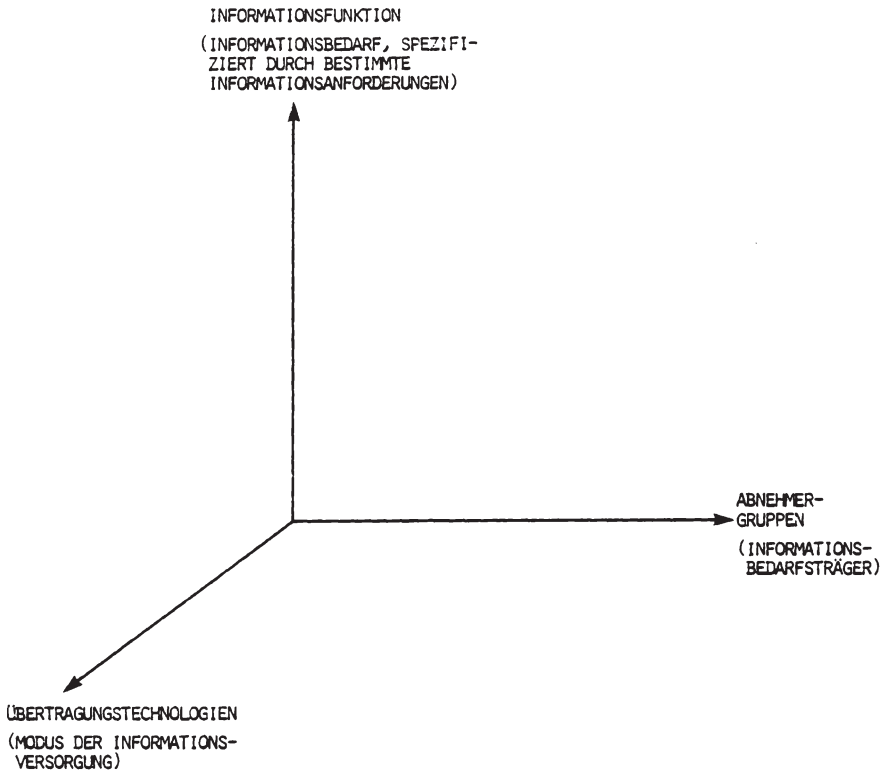 INFORMATIONSFUNKTION
(INFORMATIONSBEDARF, SPEZIFI-
ZIERT DURCH BESTIMMTE
INFORMATIONSANFORDERUNGEN)
ABNEHMER-
GRUPPEN
(INFORMATIONS-
BEDARFSTRÄGER)
ÜBERTRAGUNGSTECHNOLOGIEN
(MODUS DER INFORMATIONS-
VERSORGUNG)